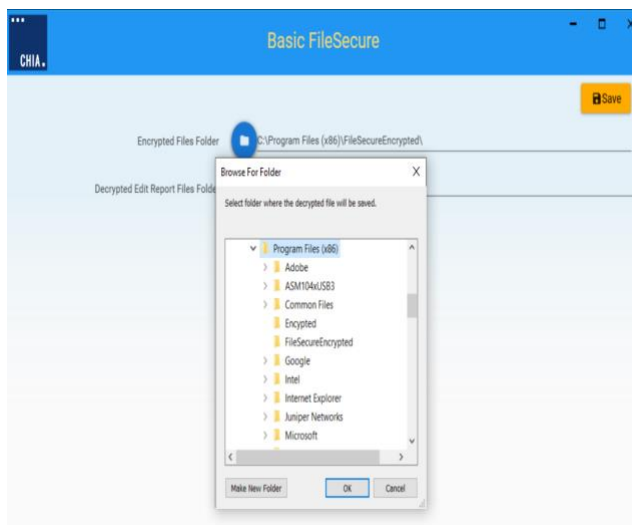 CHIA.
Basic FileSecure
Save
Encrypted Files Folder C:\Program Files (x86)\FileSecureEncrypted\
Decrypted Edit Report Files Folde
Browse For Folder
Select folder where the decrypted file will be saved.
Program Files (x86)
Adobe
ASM104xUSB3
Common Files
Encypted
FileSecureEncrypted
Google
Intel
Internet Explorer
Juniper Networks
Microsoft
Make New Folder OK Cancel